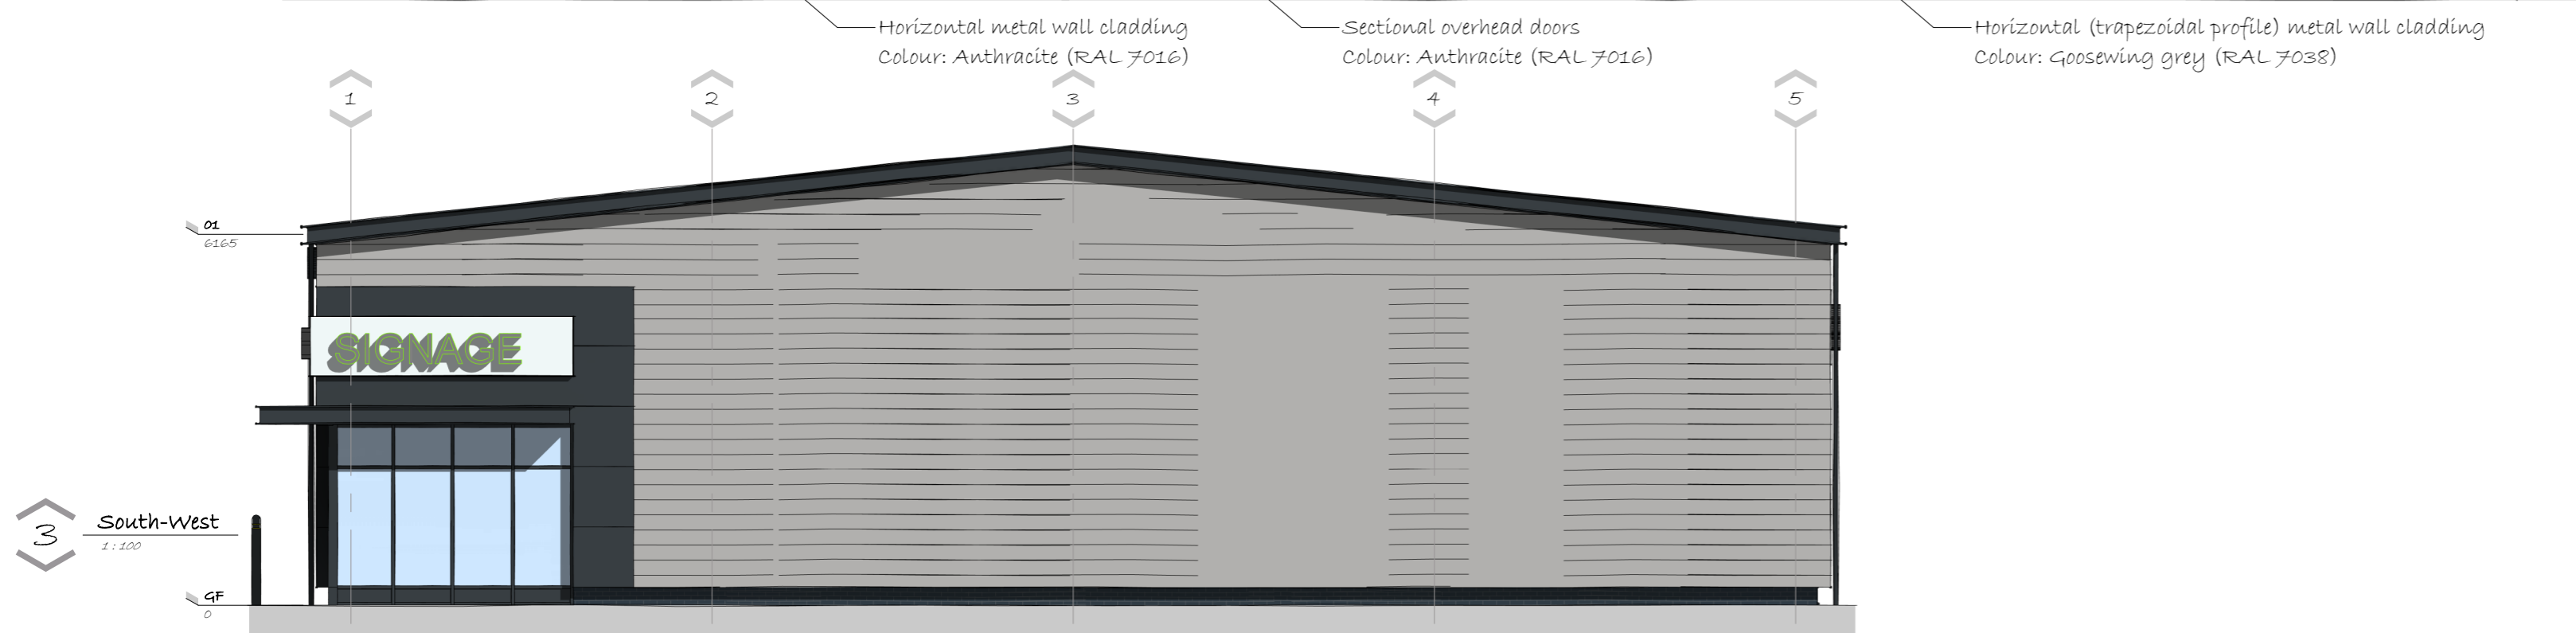 Horizontal metal wall cladding
Colour: Anthracite (RAL 7016)
Sectional overhead doors
Colour: Anthracite (RAL 7016)
Horizontal (trapezoidal profile) metal wall cladding
Colour: Goosewing grey (RAL 7038)
1
2
3
4
5
01
6165
SIGNAGE
3
South-West
1 : 100
GF
0